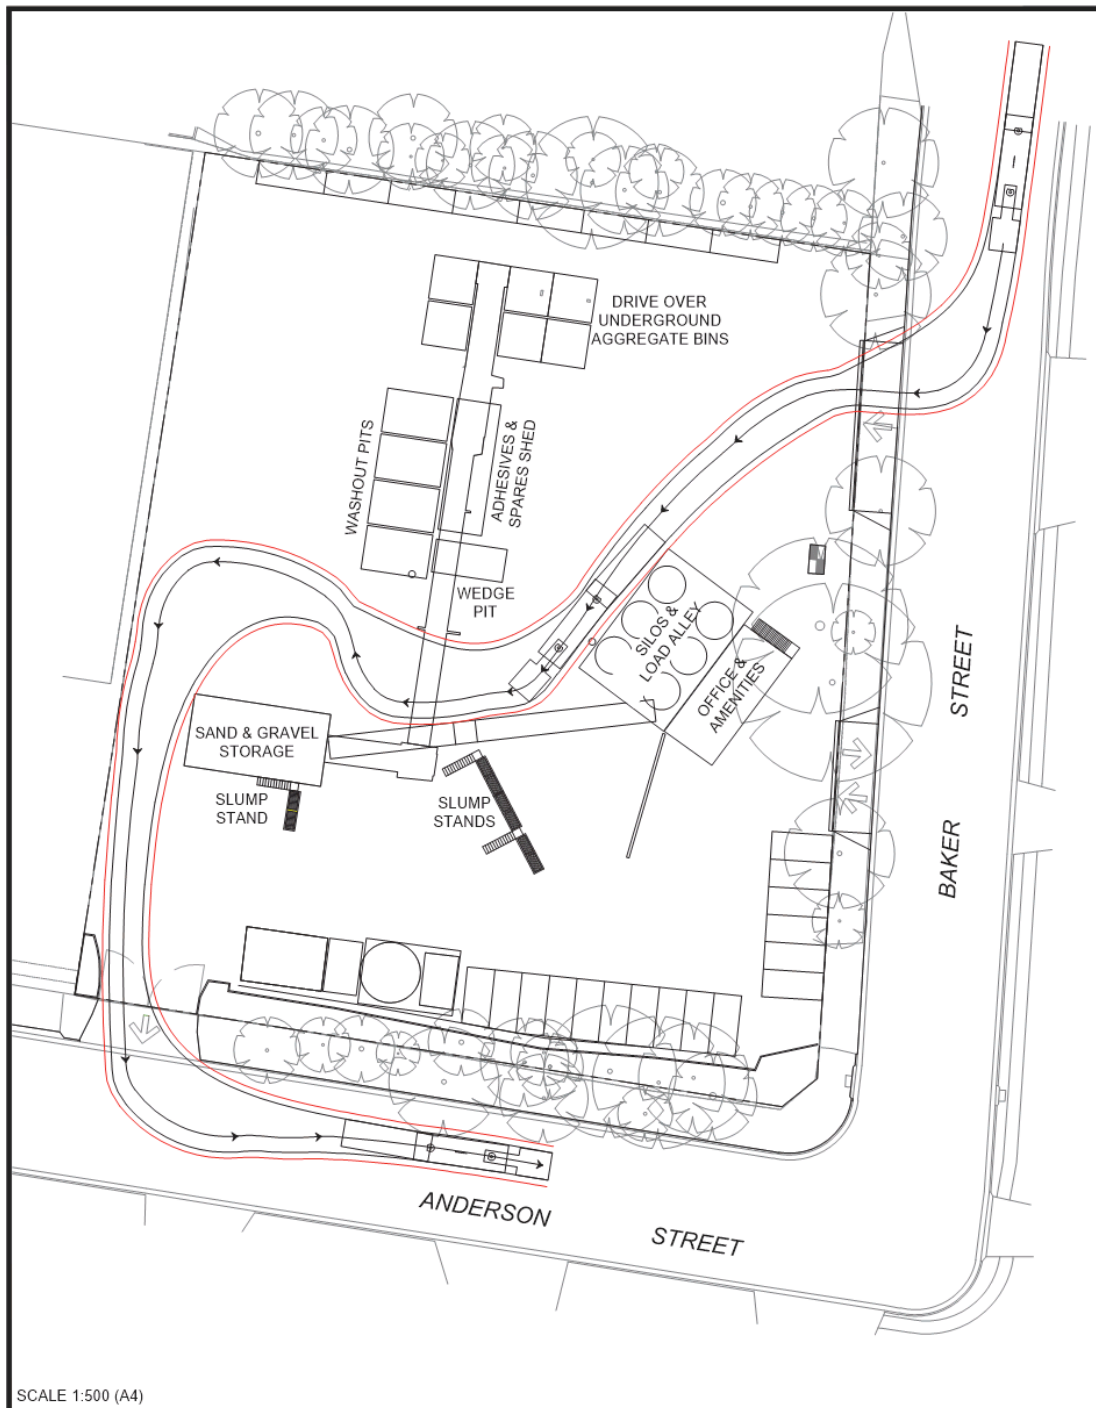 DRIVE OVER
UNDERGROUND
AGGREGATE BINS
WASHOUT PITS
ADHESIVES &
SPARES SHED
WEDGE
PIT
SILOS &
LOAD ALLEY
OFFICE &
AMENITIES
SAND & GRAVEL
STORAGE
SLUMP
STAND
SLUMP
STANDS
BAKER STREET
ANDERSON STREET
SCALE 1:500 (A4)